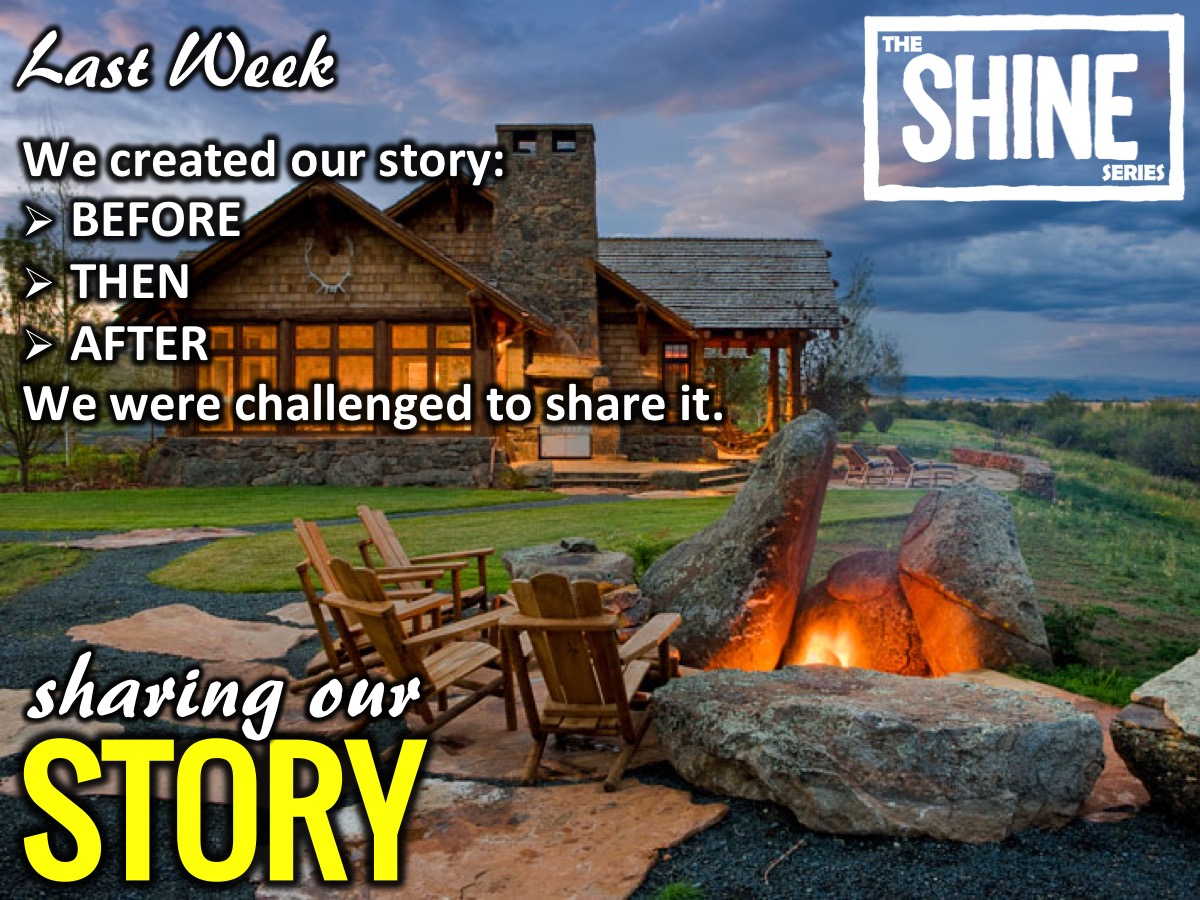 Last Week
THE
SHINE
SERIES
We created our story:
➢ BEFORE
➢ THEN
➢ AFTER
We were challenged to share it.
sharing our
STORY